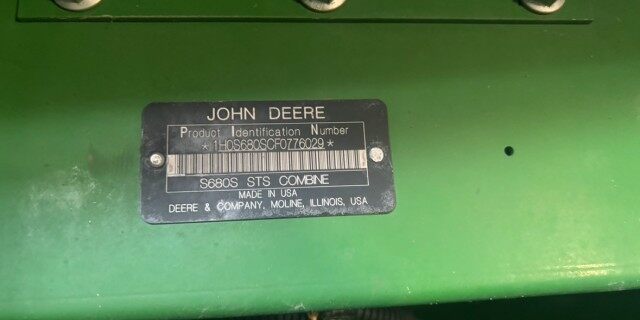 JOHN DEERE
Product Identification Number
*1H0S680SCF0776029*
S680S STS COMBINE
MADE IN USA
DEERE & COMPANY, MOLINE, ILLINOIS, USA